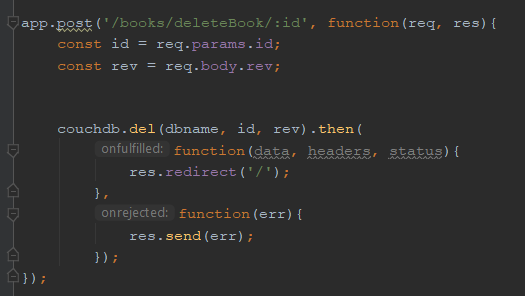 app.post('/books/deleteBook/:id', function(req, res){
    const id = req.params.id;
    const rev = req.body.rev;
    couchdb.del(dbname, id, rev).then(
        onfulfilled: function(data, headers, status){
            res.redirect('/');
        },
        onrejected: function(err){
            res.send(err);
        });
});